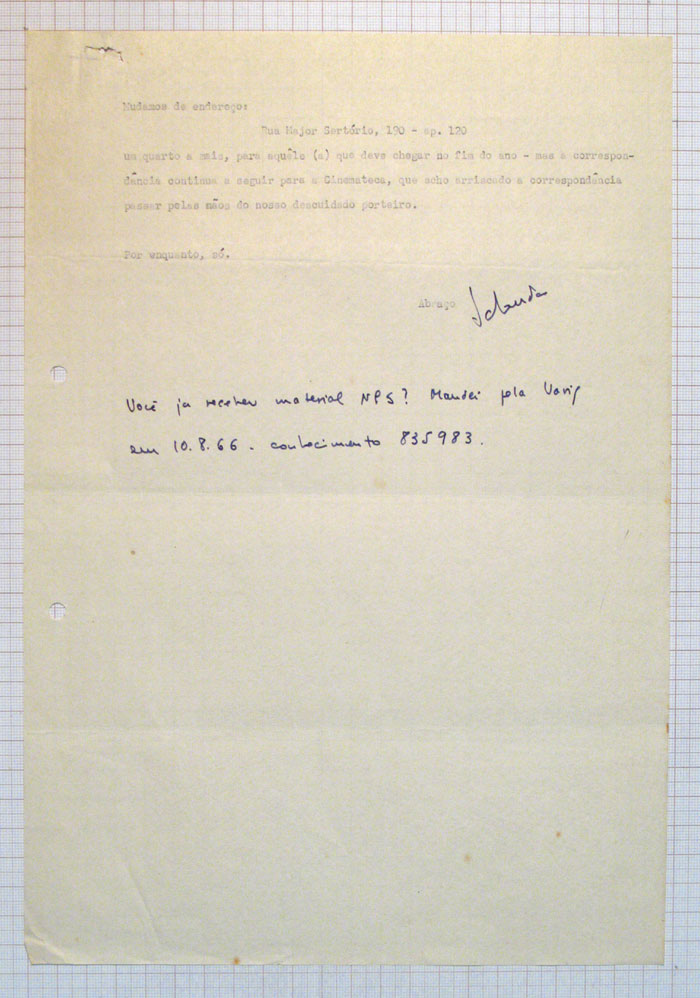 Mudamos de endereço:
Rua Major Sertório, 190 - ap. 120
um quarto a mais, para aquêle (a) que deve chegar no fim do ano - mas a correspon-
dência continua a seguir para a Cinemateca, que acho arriscado a correspondência
passar pelas mãos do nosso descuidado porteiro.
Por enquanto, só.
Abraço
Você ja recebeu material NPS? Mandei pela Varig
em 10.8.66. conhecimento 835983.